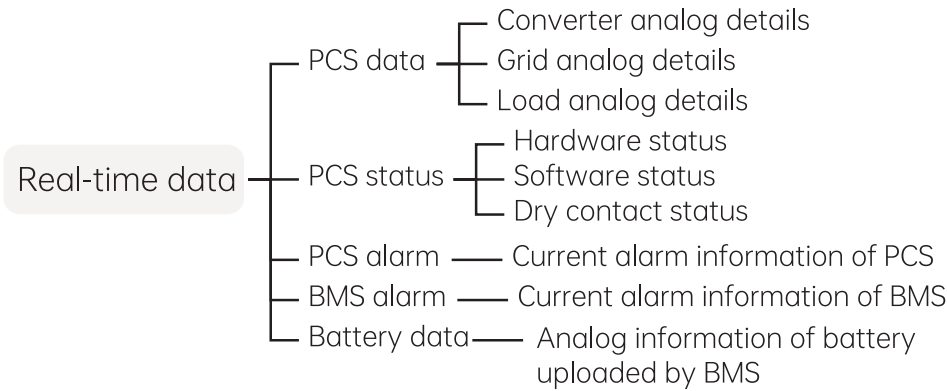 Real-time data
PCS data
Converter analog details
Grid analog details
Load analog details
PCS status
Hardware status
Software status
Dry contact status
PCS alarm
Current alarm information of PCS
BMS alarm
Current alarm information of BMS
Battery data
Analog information of battery
uploaded by BMS